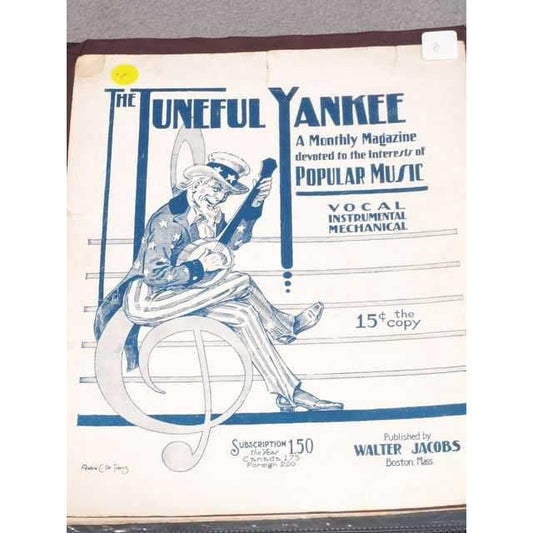 THE TUNEFUL YANKEE
A Monthly Magazine
devoted to the Interests of
POPULAR MUSIC
VOCAL
INSTRUMENTAL
MECHANICAL
15¢ the
copy
SUBSCRIPTION 1.50
the Year
Canada 1.75
Foreign 2.00
Published by
WALTER JACOBS
Boston, Mass.